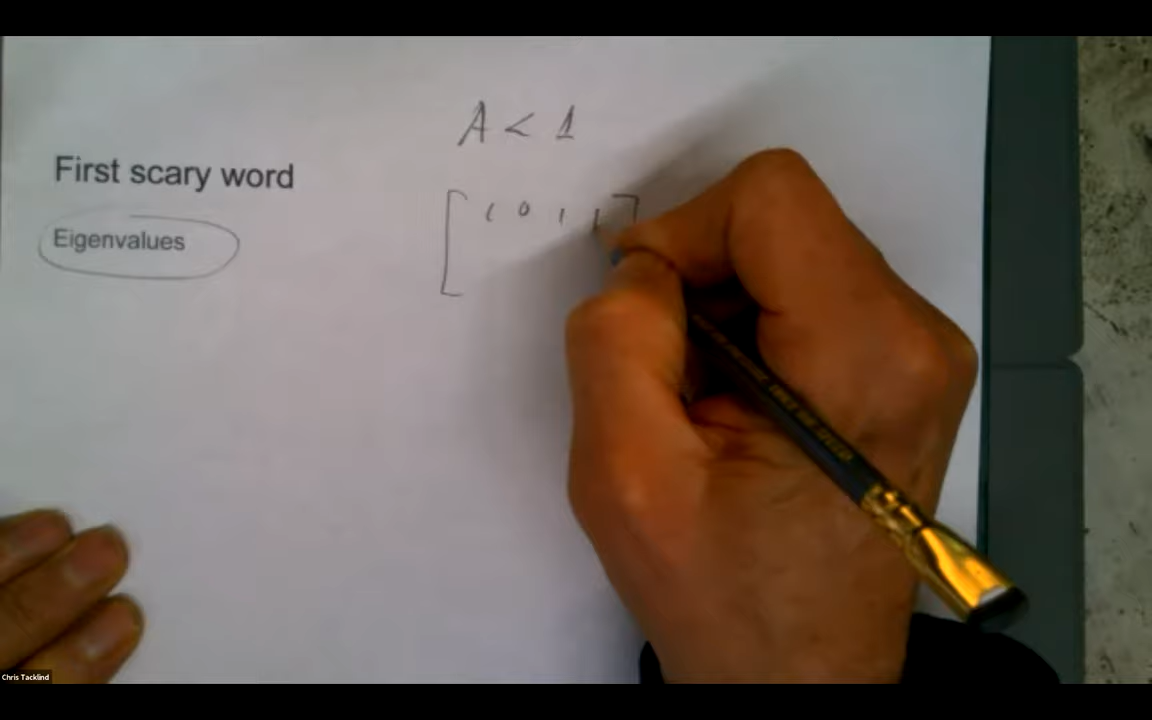 A < 1
First scary word
[ 1 0 1 1 ]
Eigenvalues
Chris Tacklind